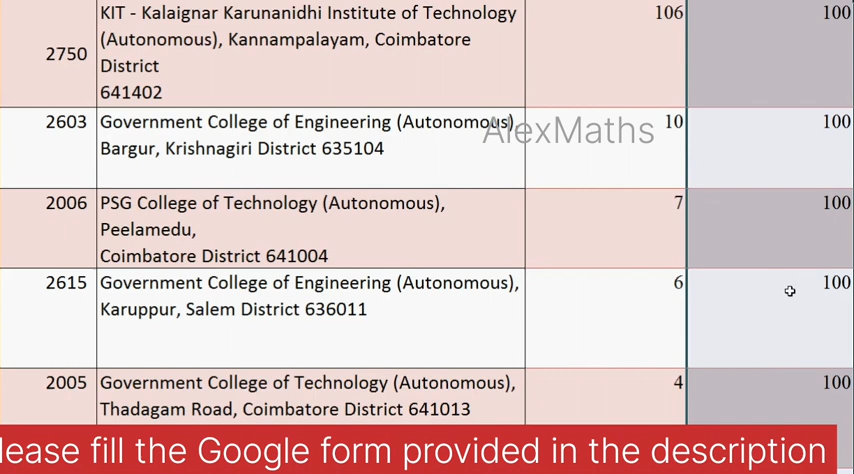 KIT - Kalaignar Karunanidhi Institute of Technology 106 100
(Autonomous), Kannampalayam, Coimbatore
2750 District
641402
2603 Government College of Engineering (Autonomous), 10 100
AlexMaths
Bargur, Krishnagiri District 635104
2006 PSG College of Technology (Autonomous), 7 100
Peelamedu,
Coimbatore District 641004
2615 Government College of Engineering (Autonomous), 6 100
Karuppur, Salem District 636011
2005 Government College of Technology (Autonomous), 4 100
Thadagam Road, Coimbatore District 641013
lease fill the Google form provided in the description